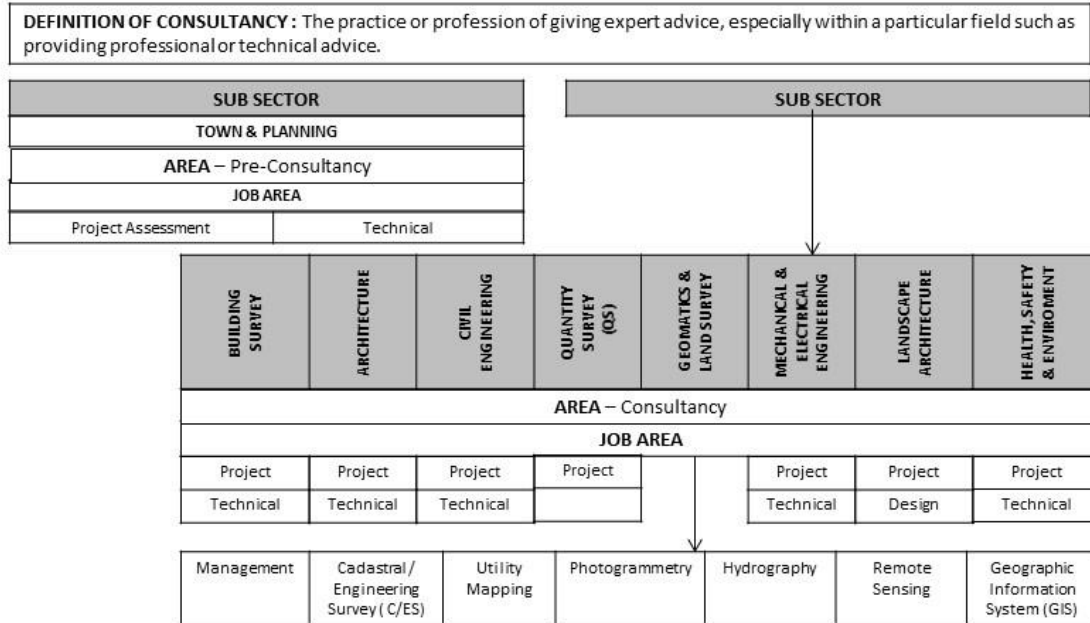 DEFINITION OF CONSULTANCY : The practice or profession of giving expert advice, especially within a particular field such as
providing professional or technical advice.
SUB SECTOR
TOWN & PLANNING
AREA – Pre-Consultancy
JOB AREA
Project Assessment
Technical
SUB SECTOR
BUILDING
SURVEY
ARCHITECTURE
CIVIL
ENGINEERING
QUANTITY
SURVEY
(QS)
GEOMATICS &
LAND SURVEY
MECHANICAL &
ELECTRICAL
ENGINEERING
LANDSCAPE
ARCHITECTURE
HEALTH, SAFETY
& ENVIROMENT
AREA – Consultancy
JOB AREA
Project
Project
Project
Project
Project
Project
Project
Technical
Technical
Technical
Technical
Design
Technical
Management
Cadastral/
Engineering
Survey ( C/ES)
Utility
Mapping
Photogrammetry
Hydrography
Remote
Sensing
Geographic
Information
System (GIS)